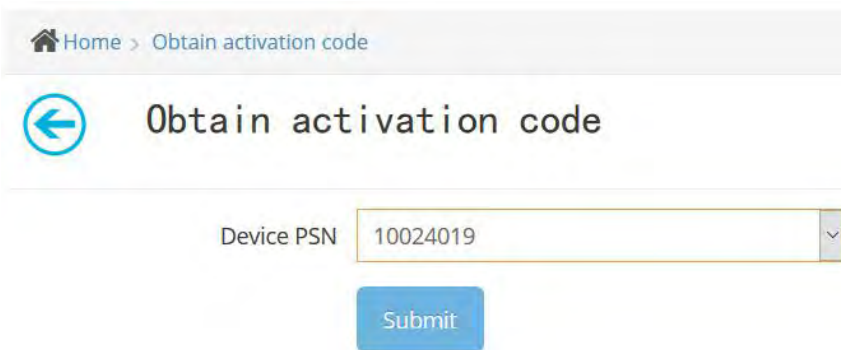 Home > Obtain activation code
Obtain activation code
Device PSN 10024019
Submit